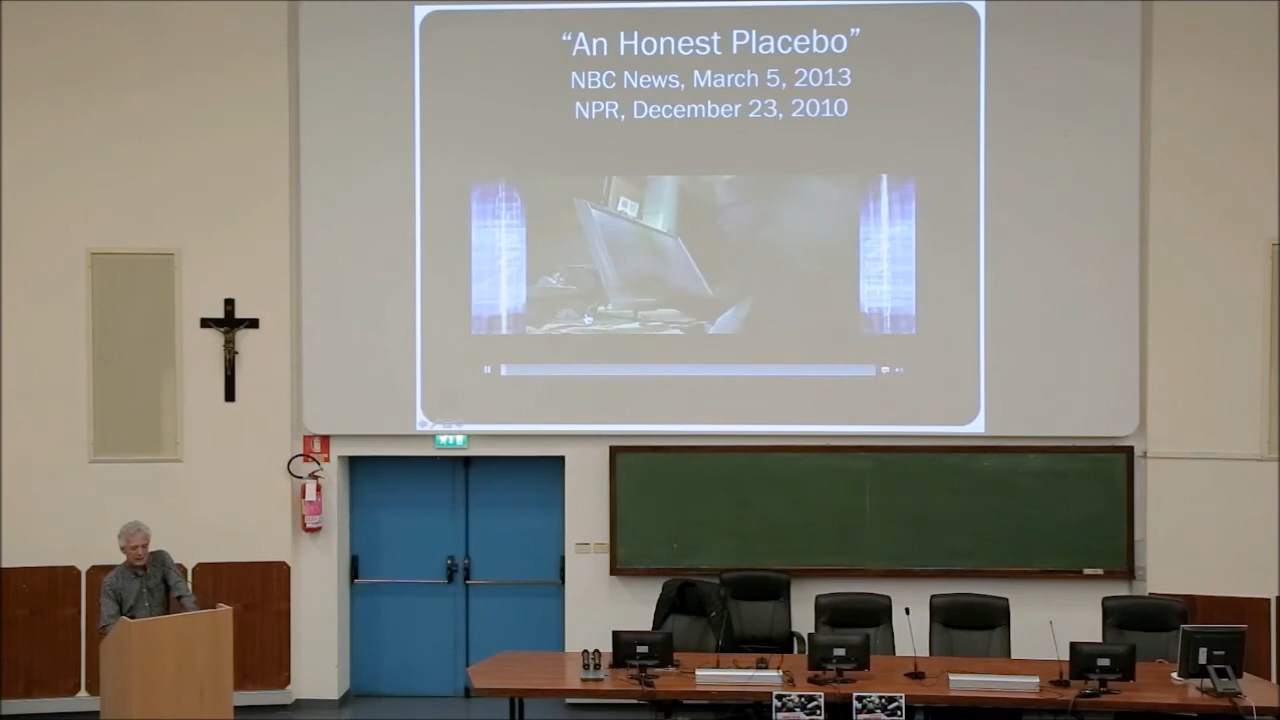 “An Honest Placebo”
NBC News, March 5, 2013
NPR, December 23, 2010